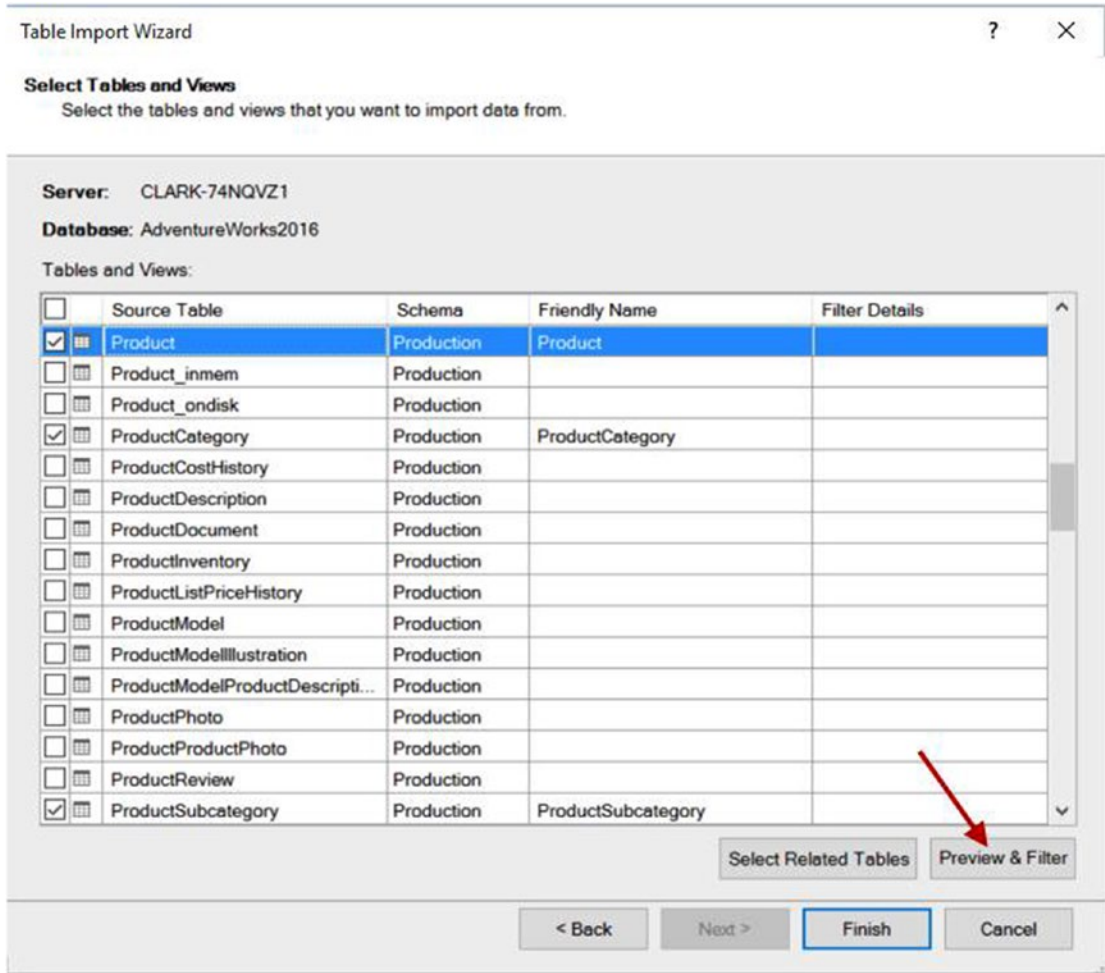 Table Import Wizard ? ×
Select Tables and Views
Select the tables and views that you want to import data from.
Server: CLARK-74NQVZ1
Database: AdventureWorks2016
Tables and Views:
Source Table Schema Friendly Name Filter Details
Product Production Product
Product_inmem Production
Product_ondisk Production
ProductCategory Production ProductCategory
ProductCostHistory Production
ProductDescription Production
ProductDocument Production
ProductInventory Production
ProductListPriceHistory Production
ProductModel Production
ProductModelIllustration Production
ProductModelProductDescripti... Production
ProductPhoto Production
ProductProductPhoto Production
ProductReview Production
ProductSubcategory Production ProductSubcategory
Select Related Tables Preview & Filter
< Back Next > Finish Cancel